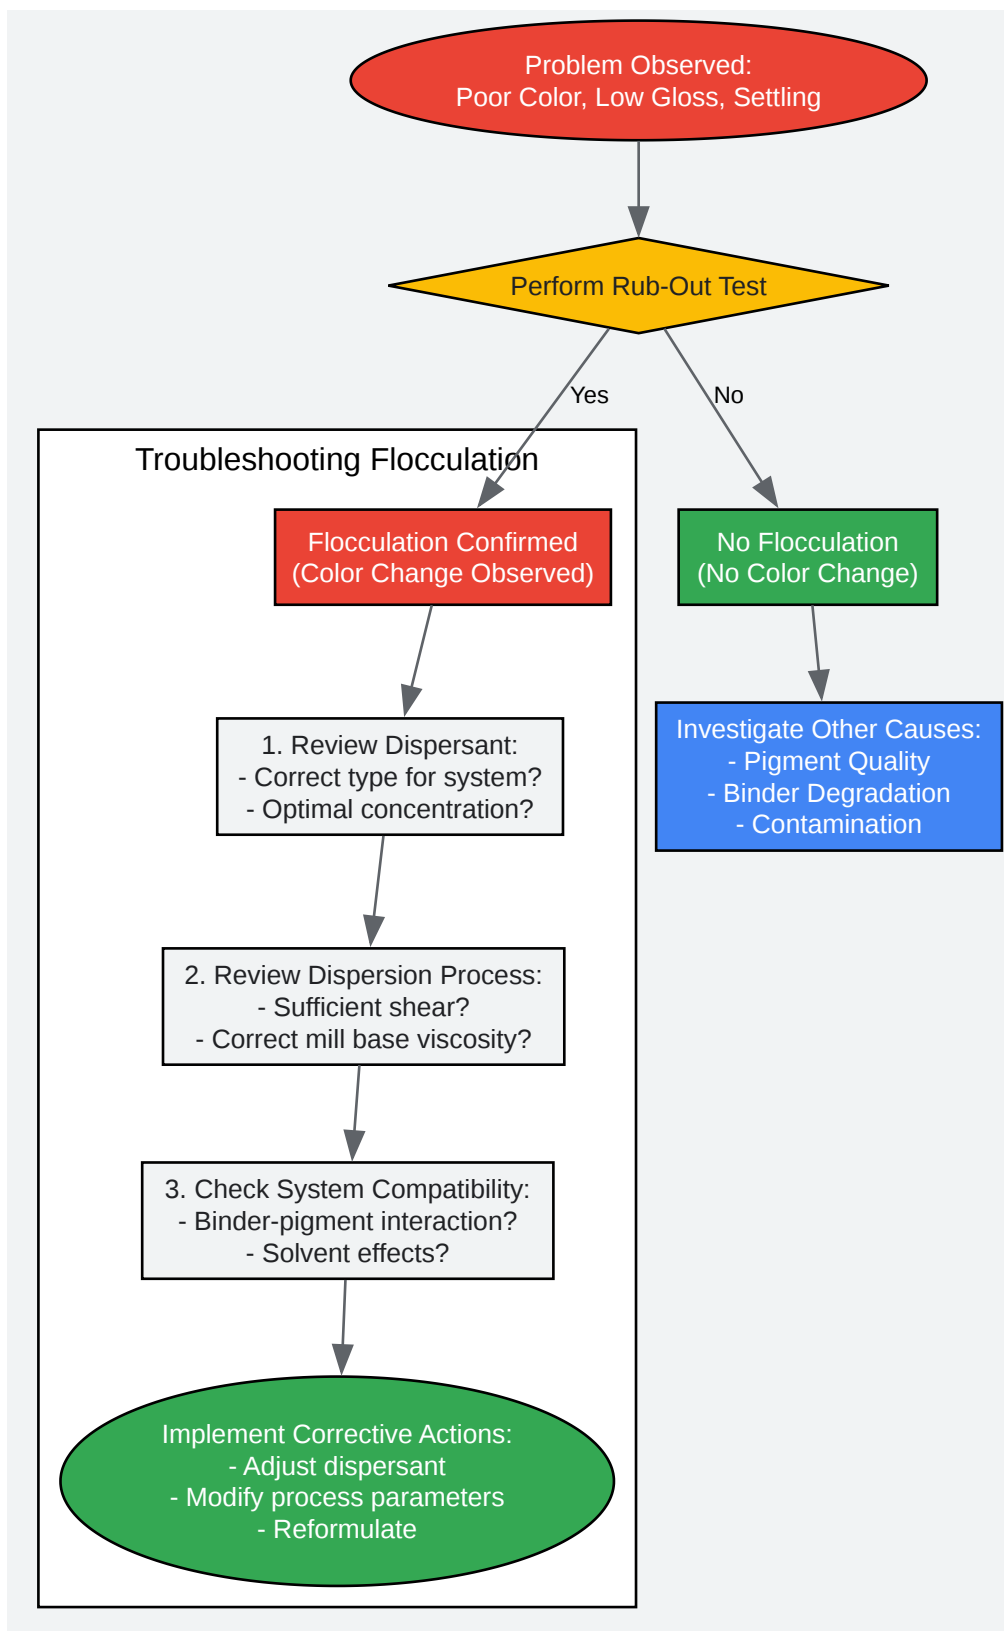 Problem Observed:
Poor Color, Low Gloss, Settling
Perform Rub-Out Test
Yes
No
Troubleshooting Flocculation
Flocculation Confirmed
(Color Change Observed)
No Flocculation
(No Color Change)
1. Review Dispersant:
- Correct type for system?
- Optimal concentration?
Investigate Other Causes:
- Pigment Quality
- Binder Degradation
- Contamination
2. Review Dispersion Process:
- Sufficient shear?
- Correct mill base viscosity?
3. Check System Compatibility:
- Binder-pigment interaction?
- Solvent effects?
Implement Corrective Actions:
- Adjust dispersant
- Modify process parameters
- Reformulate